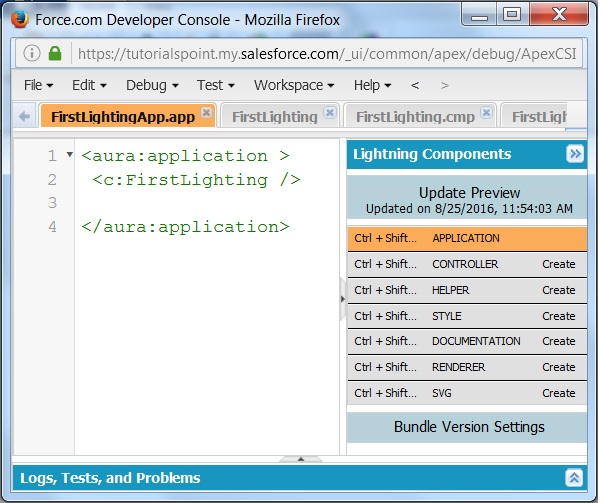 Force.com Developer Console - Mozilla Firefox
https://tutorialspoint.my.salesforce.com/_ui/common/apex/debug/ApexCSI
File Edit Debug Test Workspace Help < >
FirstLightingApp.app FirstLighting FirstLighting.cmp FirstLigh
1 <aura:application >
2 <c:FirstLighting />
3
4 </aura:application>
Lightning Components
Update Preview
Updated on 8/25/2016, 11:54:03 AM
Ctrl + Shift... APPLICATION
Ctrl + Shift... CONTROLLER Create
Ctrl + Shift... HELPER Create
Ctrl + Shift... STYLE Create
Ctrl + Shift... DOCUMENTATION Create
Ctrl + Shift... RENDERER Create
Ctrl + Shift... SVG Create
Bundle Version Settings
Logs, Tests, and Problems